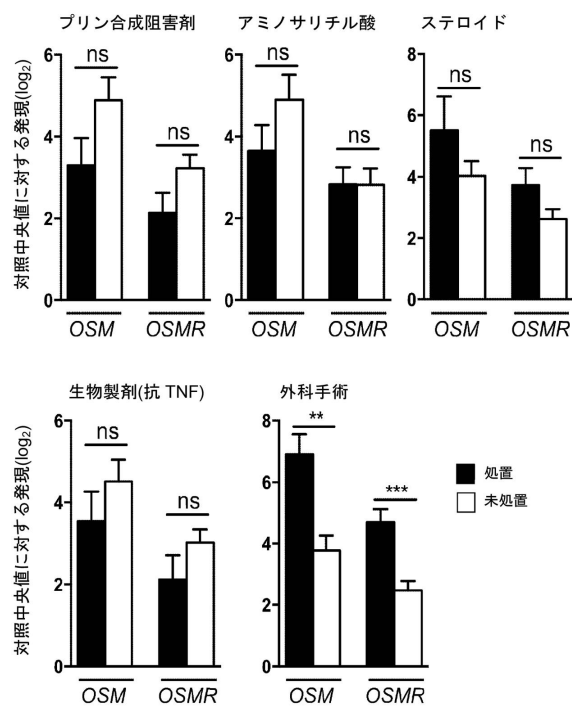 プリン合成阻害剤
アミノサリチル酸
ステロイド
対照中央値に対する発現(log₂)
6
4
2
0
ns
ns
OSM
OSMR
6
4
2
0
ns
ns
OSM
OSMR
8
6
4
2
0
ns
ns
OSM
OSMR
生物製剤(抗 TNF)
外科手術
対照中央値に対する発現(log₂)
6
4
2
0
ns
ns
OSM
OSMR
8
6
4
2
0
**
***
OSM
OSMR
処置
未処置